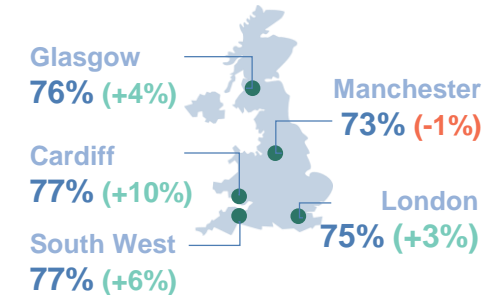 Glasgow
76% (+4%)
Manchester
73% (-1%)
Cardiff
77% (+10%)
London
75% (+3%)
South West
77% (+6%)